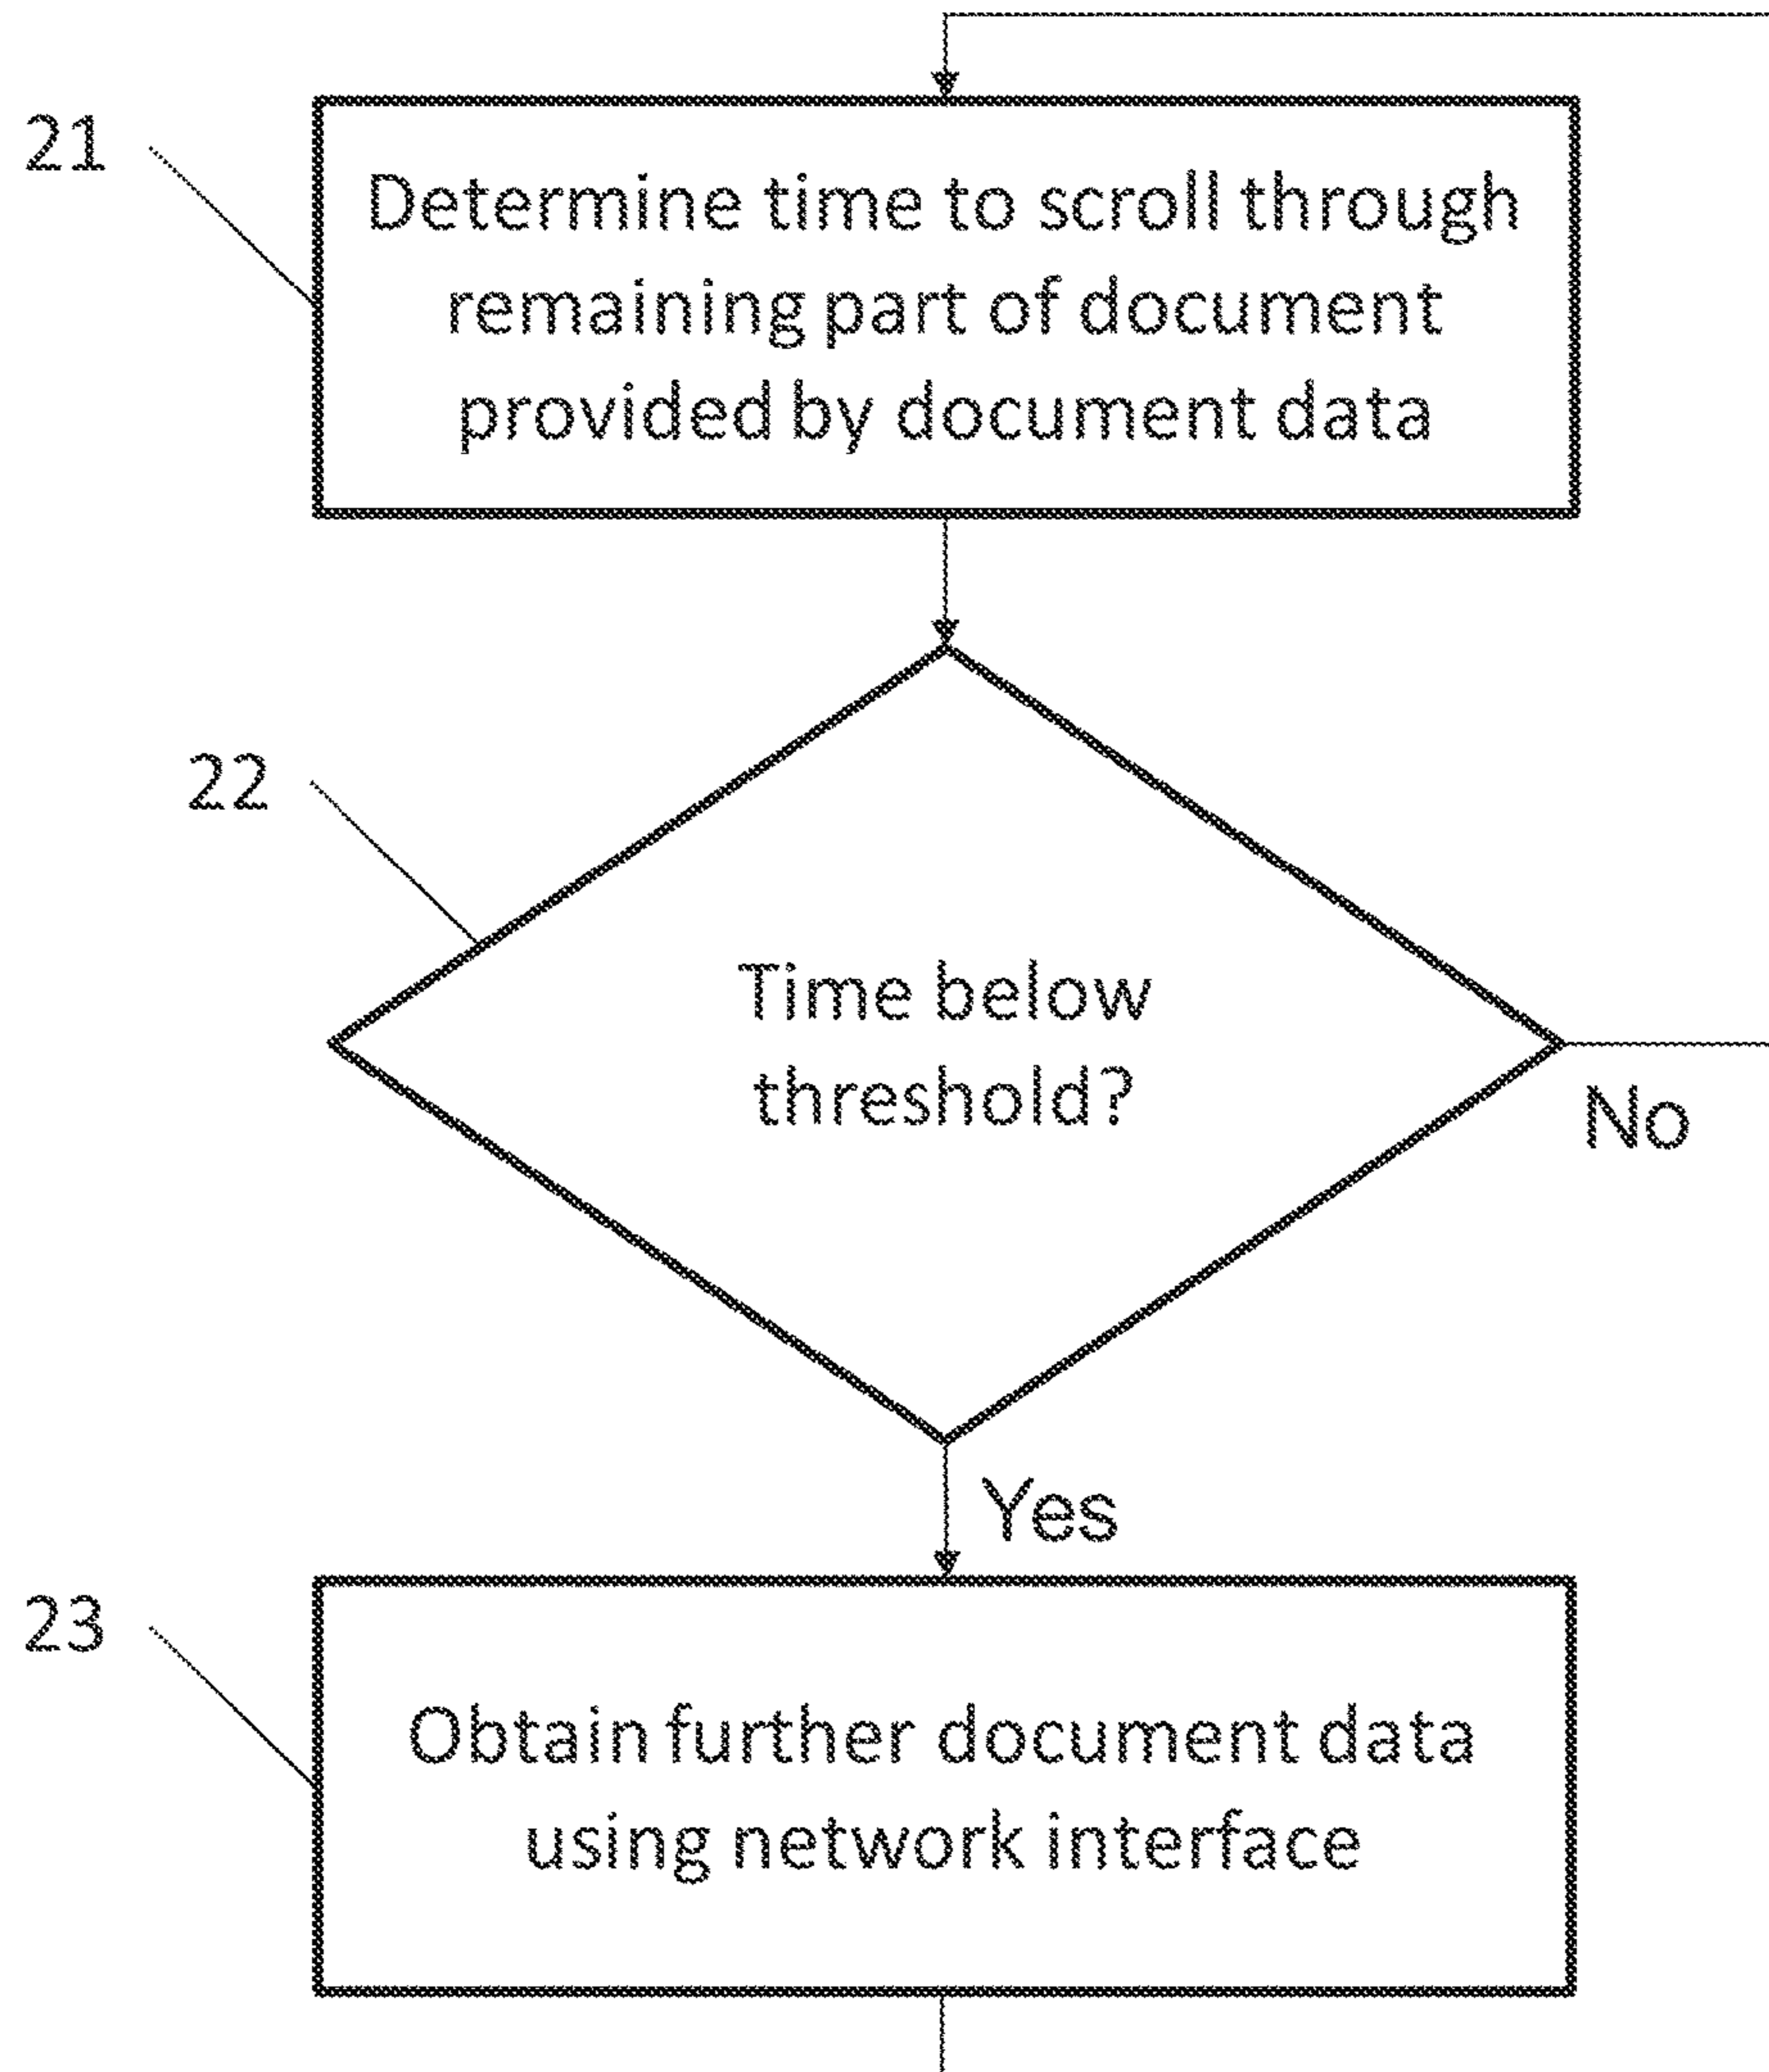 21
Determine time to scroll through
remaining part of document
provided by document data
22
Time below
threshold?
No
Yes
23
Obtain further document data
using network interface